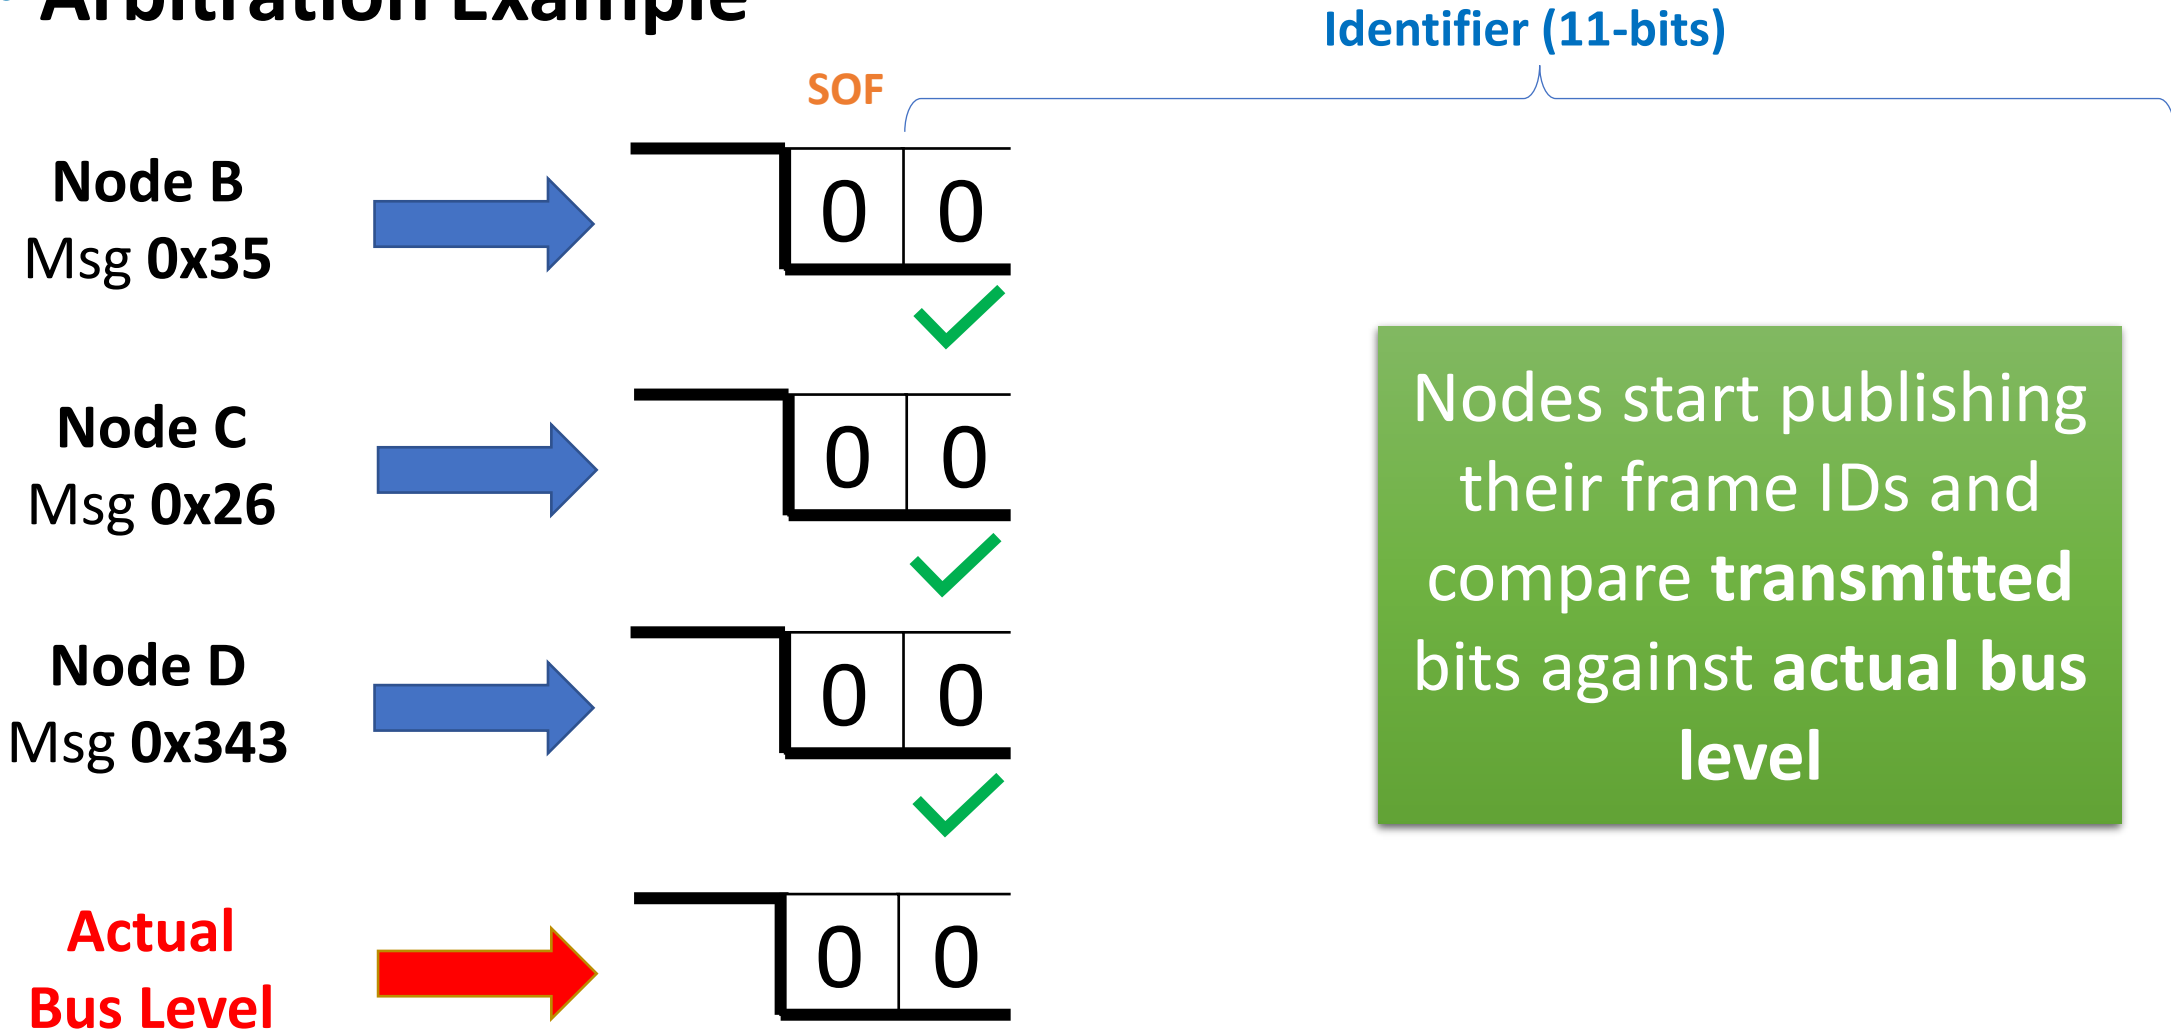 • Arbitration Example
Identifier (11-bits)
SOF
Node B
Msg 0x35
0 0
Node C
Msg 0x26
0 0
Node D
Msg 0x343
0 0
Actual
Bus Level
0 0
Nodes start publishing
their frame IDs and
compare transmitted
bits against actual bus
level